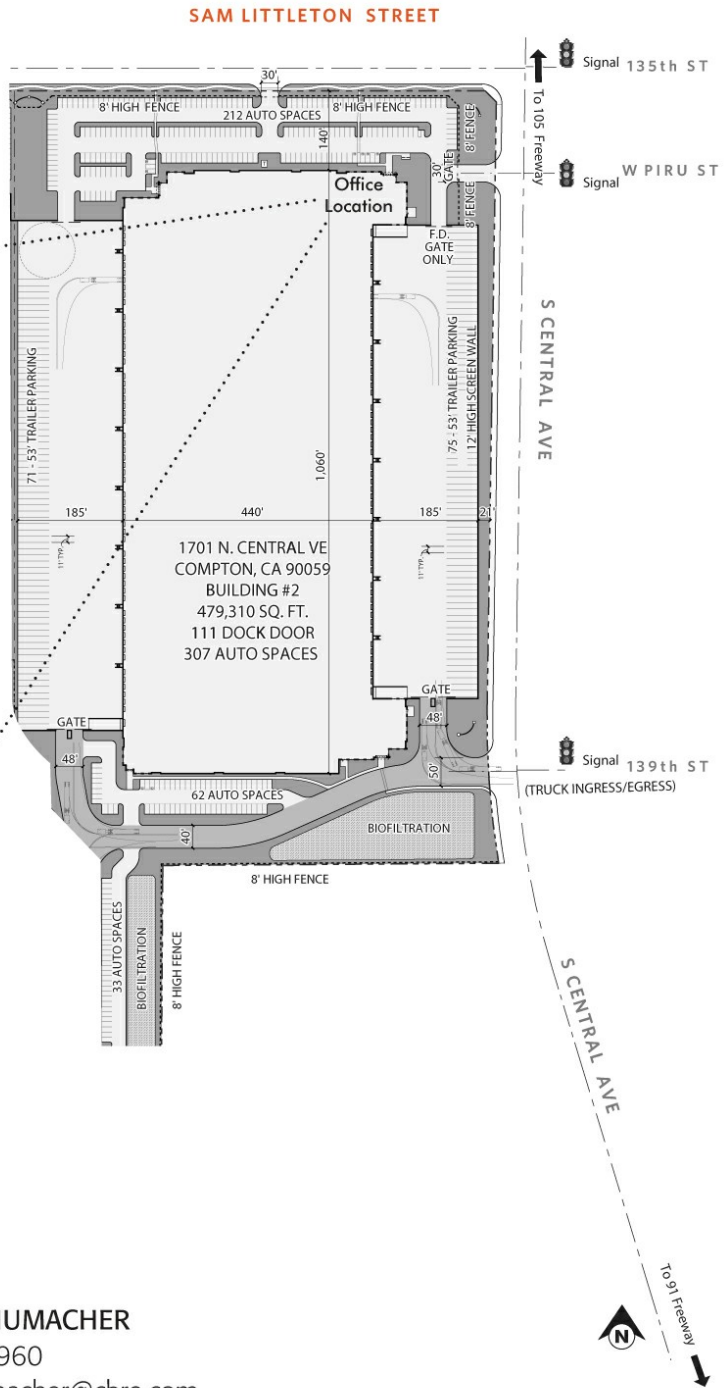 SAM LITTLETON STREET
Signal 135th ST
To 105 Freeway
30'
8' HIGH FENCE
212 AUTO SPACES
8' HIGH FENCE
140'
8' FENCE
30'
GATE
Signal W PIRU ST
8' FENCE
Office
Location
F.D.
GATE
ONLY
71 - 53' TRAILER PARKING
75 - 53' TRAILER PARKING
12' HIGH SCREEN WALL
S CENTRAL AVE
1,060'
185'
440'
185'
21'
11' TYP.
11' TYP.
1701 N. CENTRAL VE
COMPTON, CA 90059
BUILDING #2
479,310 SQ. FT.
111 DOCK DOOR
307 AUTO SPACES
GATE
48'
GATE
48'
50'
Signal 139th ST
(TRUCK INGRESS/EGRESS)
62 AUTO SPACES
40'
BIOFILTRATION
8' HIGH FENCE
33 AUTO SPACES
BIOFILTRATION
8' HIGH FENCE
S CENTRAL AVE
To 91 Freeway
N
HUMACHER
960